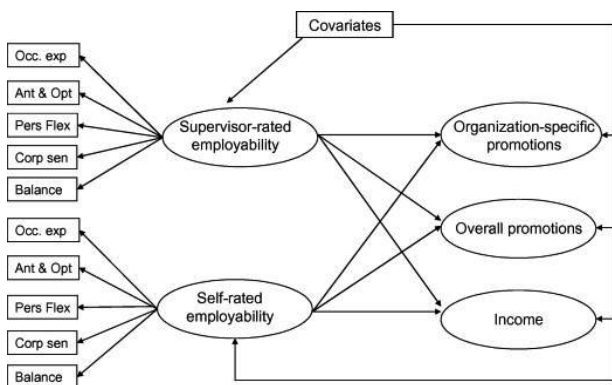 Covariates
Occ. exp
Ant & Opt
Pers Flex
Corp sen
Balance
Supervisor-rated
employability
Organization-specific
promotions
Overall promotions
Occ. exp
Ant & Opt
Pers Flex
Corp sen
Balance
Self-rated
employability
Income